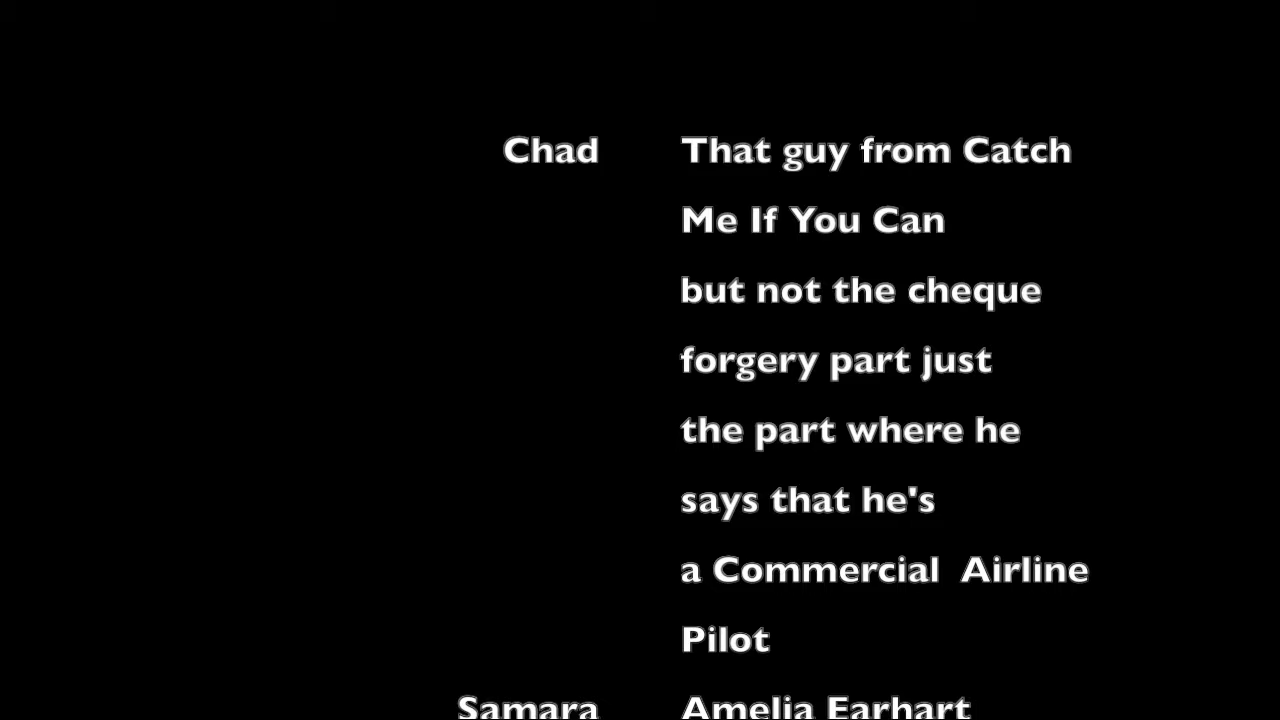 Chad That guy from Catch
Me If You Can
but not the cheque
forgery part just
the part where he
says that he's
a Commercial Airline
Pilot
Samara Amelia Earhart